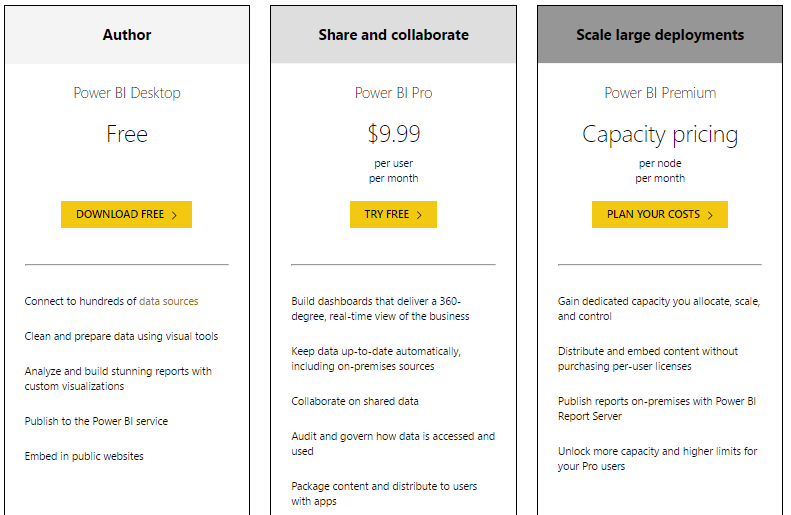 Author
Power BI Desktop
Free
DOWNLOAD FREE
Connect to hundreds of data sources
Clean and prepare data using visual tools
Analyze and build stunning reports with
custom visualizations
Publish to the Power BI service
Embed in public websites
Share and collaborate
Power BI Pro
$9.99
per user
per month
TRY FREE
Build dashboards that deliver a 360-
degree, real-time view of the business
Keep data up-to-date automatically,
including on-premises sources
Collaborate on shared data
Audit and govern how data is accessed and
used
Package content and distribute to users
with apps
Scale large deployments
Power BI Premium
Capacity pricing
per node
per month
PLAN YOUR COSTS
Gain dedicated capacity you allocate, scale,
and control
Distribute and embed content without
purchasing per-user licenses
Publish reports on-premises with Power BI
Report Server
Unlock more capacity and higher limits for
your Pro users